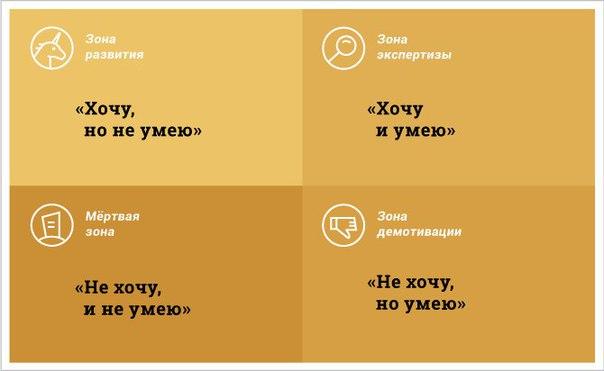 Зона
развития
«Хочу,
но не умею»
Зона
экспертизы
«Хочу
и умею»
Мёртвая
зона
«Не хочу,
и не умею»
Зона
демотивации
«Не хочу,
но умею»